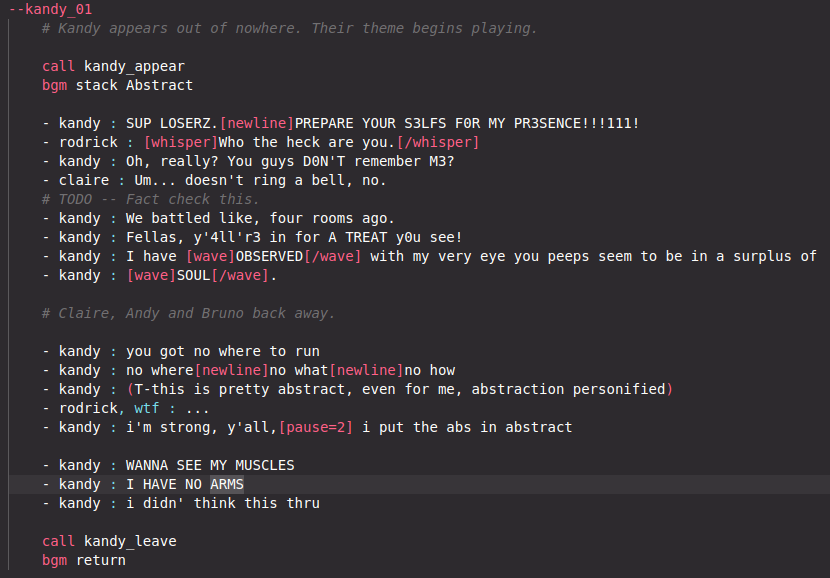 --kandy_01
# Kandy appears out of nowhere. Their theme begins playing.
call kandy_appear
bgm stack Abstract
- kandy : SUP LOSERZ.[newline]PREPARE YOUR S3LFS F0R MY PR3SENCE!!!111!
- rodrick : [whisper]Who the heck are you.[/whisper]
- kandy : Oh, really? You guys D0N'T remember M3?
- claire : Um... doesn't ring a bell, no.
# TODO -- Fact check this.
- kandy : We battled like, four rooms ago.
- kandy : Fellas, y'4ll'r3 in for A TREAT y0u see!
- kandy : I have [wave]OBSERVED[/wave] with my very eye you peeps seem to be in a surplus of
- kandy : [wave]SOUL[/wave].
# Claire, Andy and Bruno back away.
- kandy : you got no where to run
- kandy : no where[newline]no what[newline]no how
- kandy : (T-this is pretty abstract, even for me, abstraction personified)
- rodrick, wtf : ...
- kandy : i'm strong, y'all,[pause=2] i put the abs in abstract
- kandy : WANNA SEE MY MUSCLES
- kandy : I HAVE NO ARMS
- kandy : i didn' think this thru
call kandy_leave
bgm return